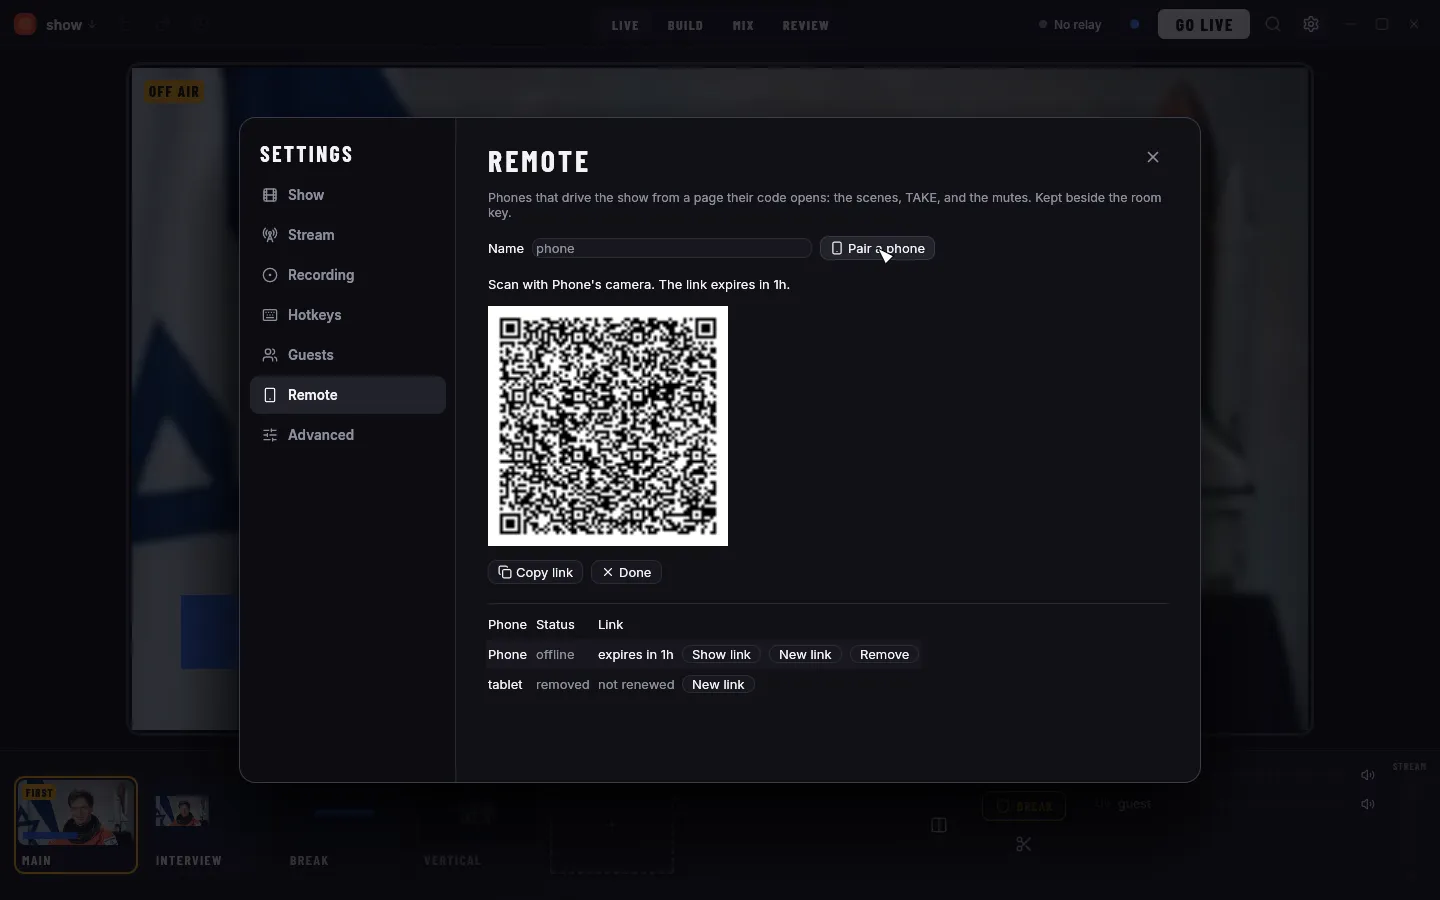 show
LIVE
BUILD
MIX
REVIEW
No relay
GO LIVE
OFF AIR
SETTINGS
Show
Stream
Recording
Hotkeys
Guests
Remote
Advanced
REMOTE
Phones that drive the show from a page their code opens: the scenes, TAKE, and the mutes. Kept beside the room
key.
Name
phone
Pair a phone
Scan with Phone's camera. The link expires in 1h.
Copy link
Done
Phone Status Link
Phone offline expires in 1h Show link New link Remove
tablet removed not renewed New link
STREAM
FIRST
MAIN
INTERVIEW
BREAK
VERTICAL
BREAK
guest